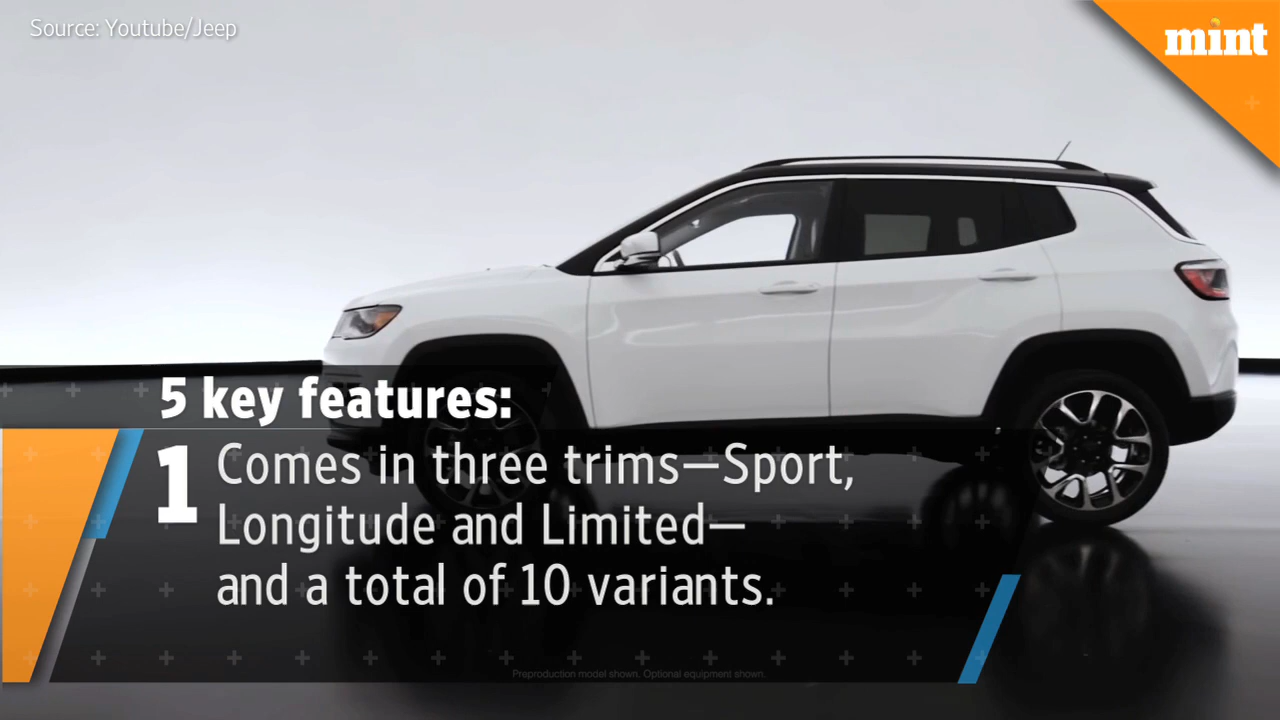 Source: Youtube/Jeep
mint
5 key features:
1 Comes in three trims—Sport,
Longitude and Limited—
and a total of 10 variants.
Preproduction model shown. Optional equipment shown.